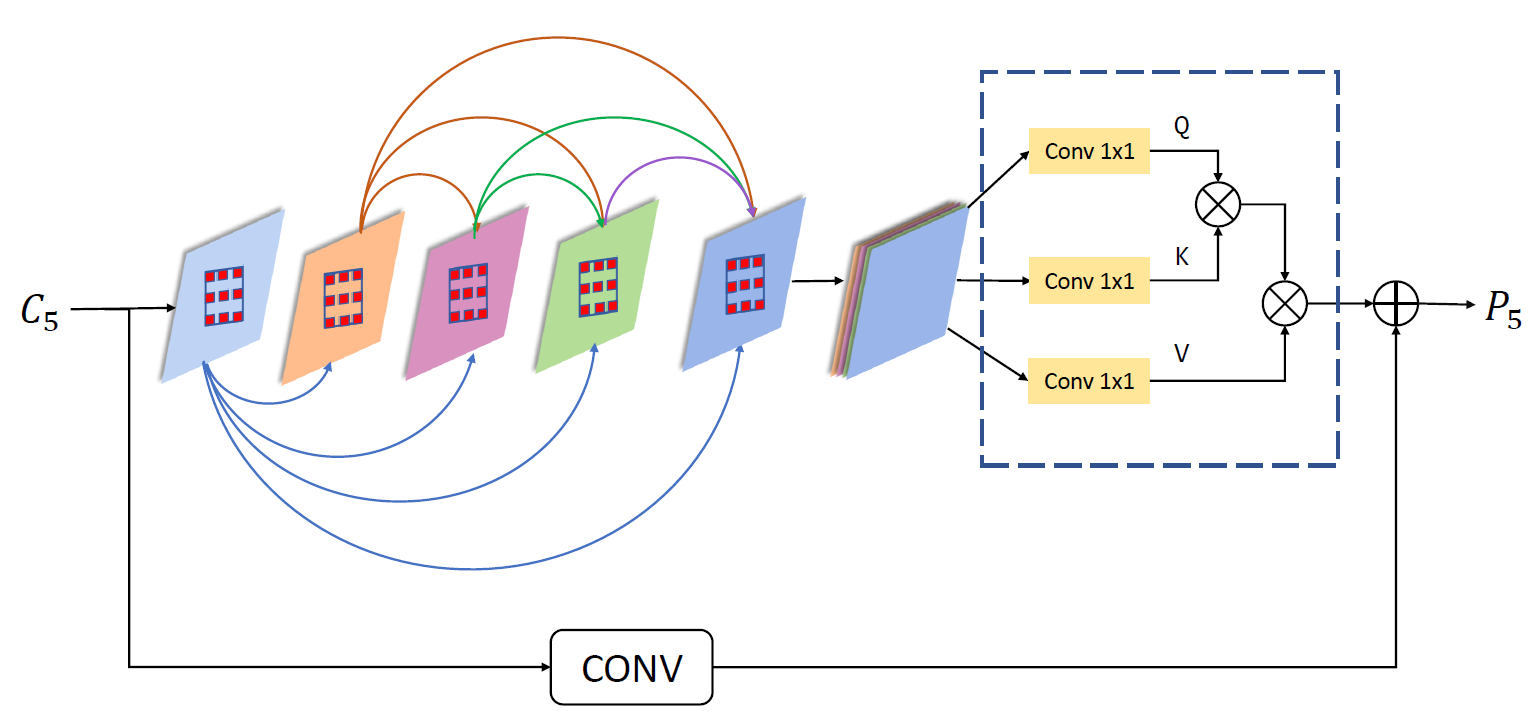 C5
Conv 1x1
Q
Conv 1x1
K
Conv 1x1
V
P5
CONV